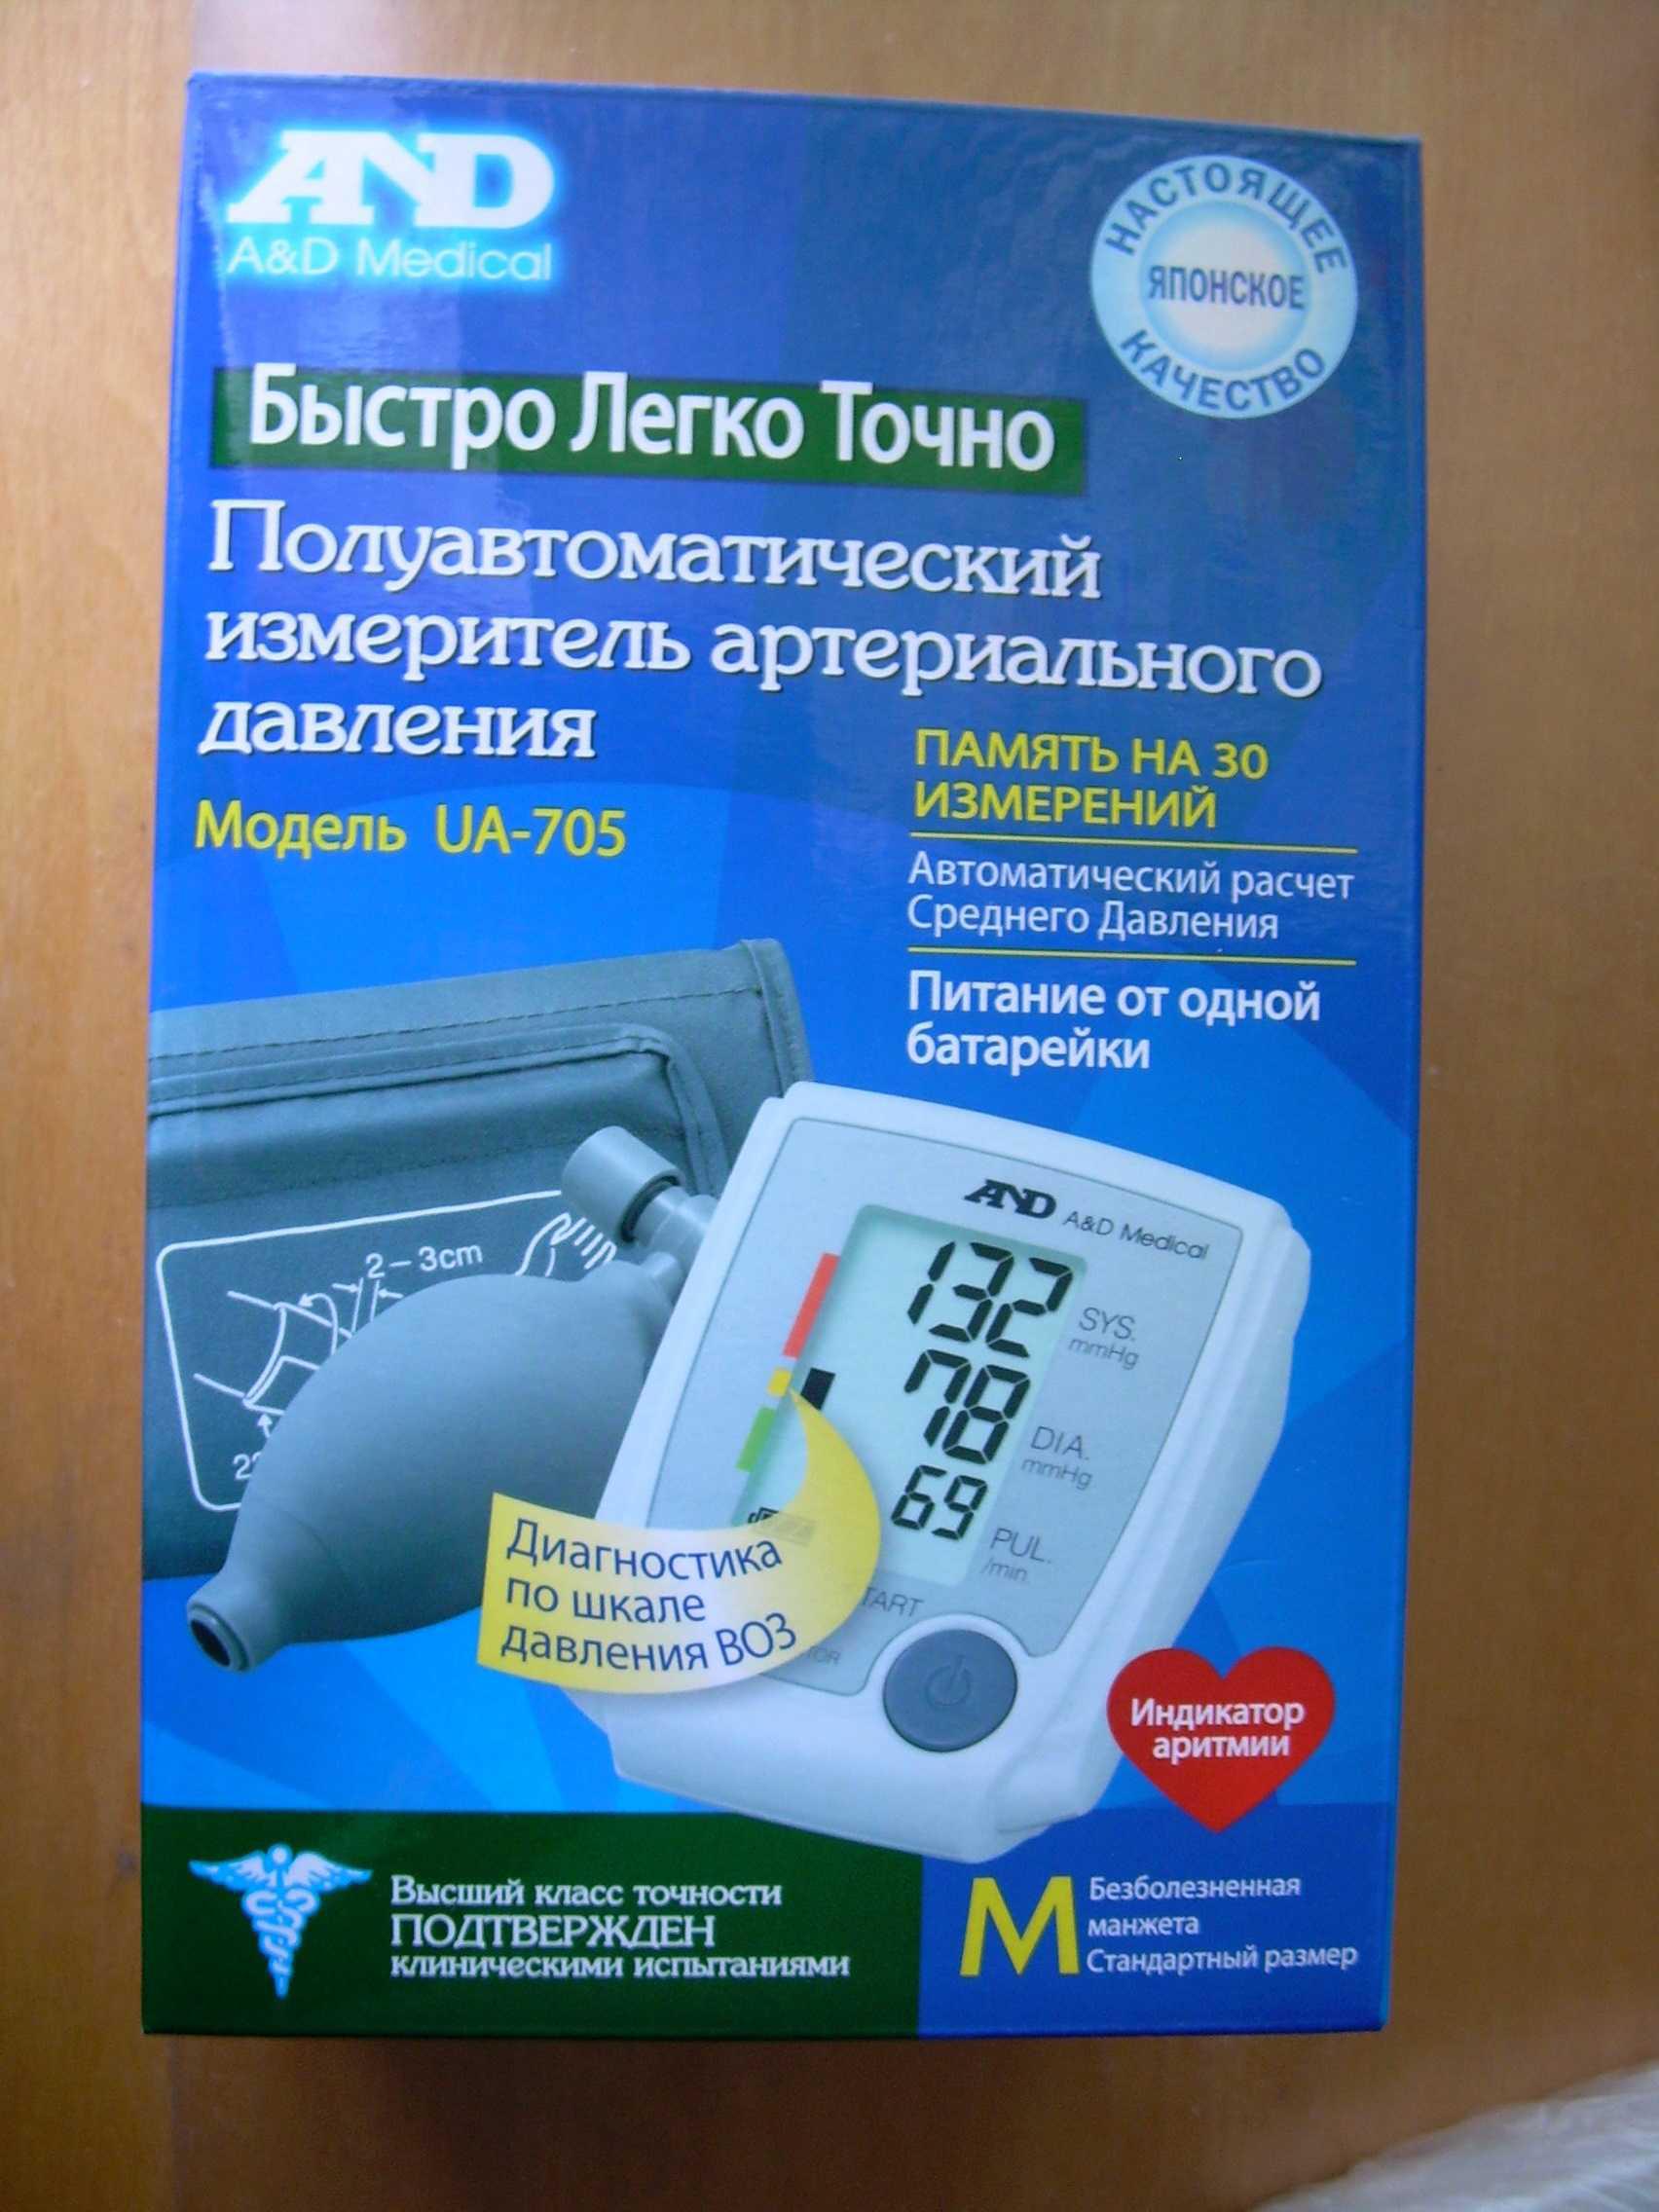 AND
A&D Medical
НАСТОЯЩЕЕ
ЯПОНСКОЕ
КАЧЕСТВО
Быстро Легко Точно
Полуавтоматический
измеритель артериального
давления
Модель UA-705
ПАМЯТЬ НА 30
ИЗМЕРЕНИЙ
Автоматический расчет
Среднего Давления
Питание от одной
батарейки
2-3cm
AND A&D Medical
132
SYS.
mmHg
78
DIA.
mmHg
69
PUL.
/min.
Диагностика
по шкале
давления ВОЗ
Индикатор
аритмии
Высший класс точности
ПОДТВЕРЖДЕН
клиническими испытаниями
M
Безболезненная
манжета
Стандартный размер